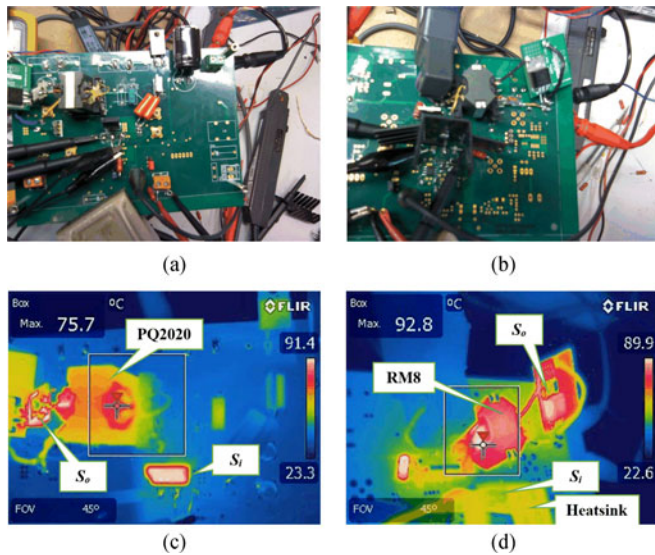 (a)
(b)
Box
Max. 75.7 °C
FLIR
PQ2020
91.4
So
Si
23.3
FOV 45°
(c)
Box
Max. 92.8 °C
FLIR
So
89.9
RM8
Si
22.6
Heatsink
FOV 45°
(d)